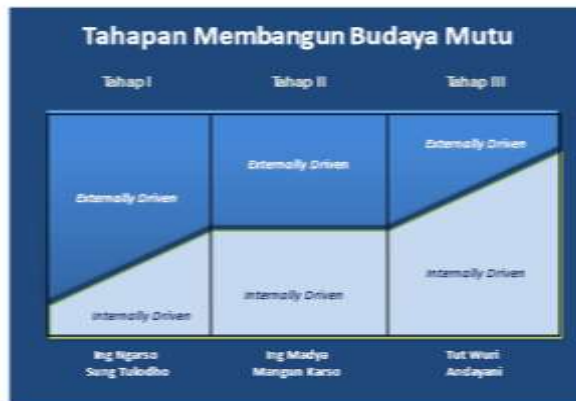 Tahapan Membangun Budaya Mutu
Tahap I
Tahap II
Tahap III
Externally Driven
Externally Driven
Externally Driven
Internally Driven
Internally Driven
Internally Driven
Ing Ngarso
Sung Tulodho
Ing Madya
Mangun Karso
Tut Wuri
Andayani